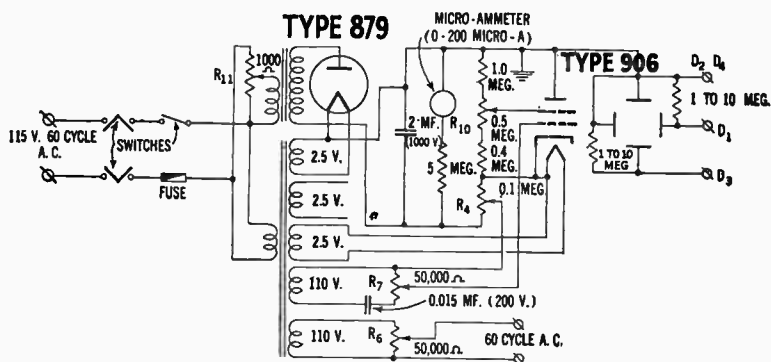 TYPE 879
MICRO-AMMETER
(0-200 MICRO-A)
TYPE 906
1000
Ω
R11
115 V. 60 CYCLE
A. C.
SWITCHES
FUSE
2.5 V.
2.5 V.
2.5 V.
110 V.
110 V.
2 MF.
(1000 V.)
R10
5
MEG.
1.0
MEG.
0.5
MEG.
0.4
MEG.
0.1 MEG.
R4
R7
50,000 Ω
0.015 MF. (200 V.)
R6
50,000 Ω
60 CYCLE A. C.
D2 D4
1 TO 10 MEG.
D1
1 TO 10
MEG
D3